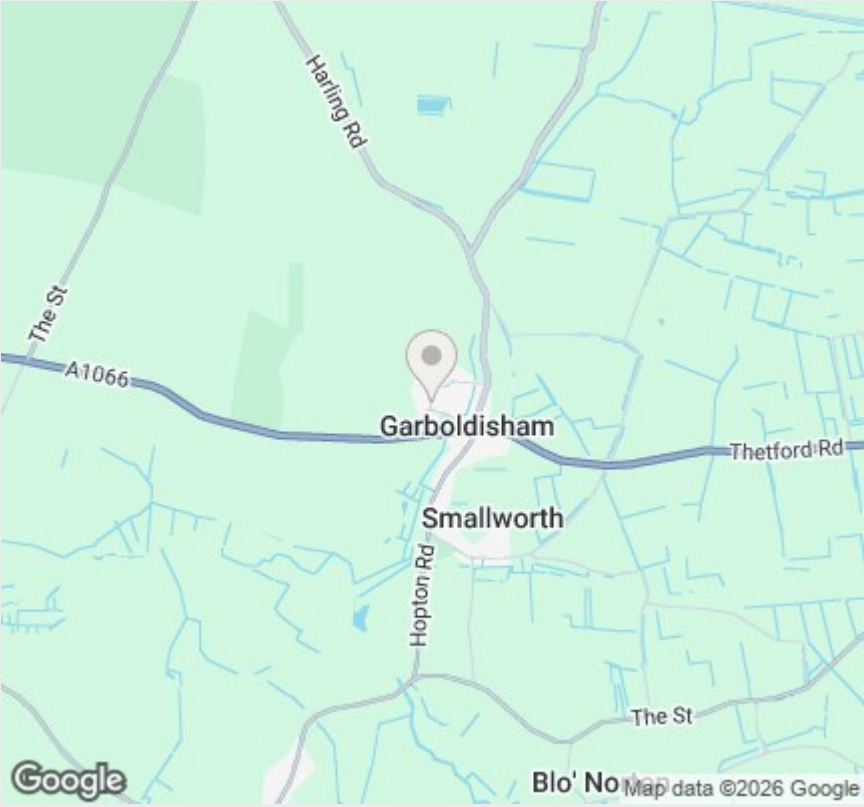 Harling Rd
The St
A1066
Garboldisham
Thetford Rd
Smallworth
Hopton Rd
The St
Blo' Norton
Google
Map data ©2026 Google